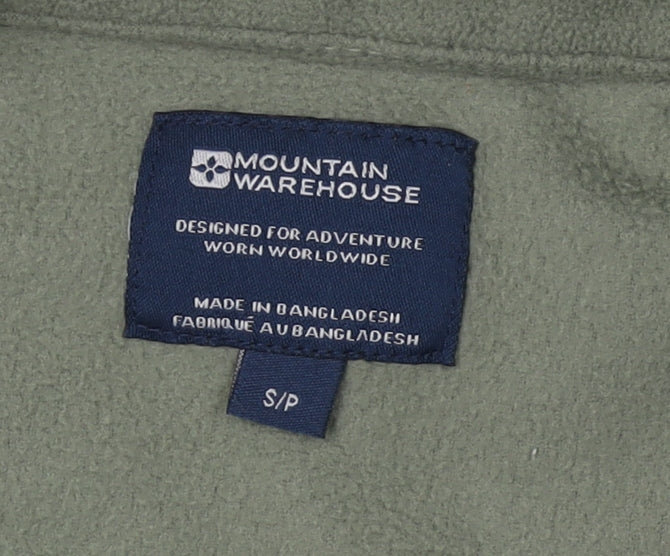 MOUNTAIN
WAREHOUSE
DESIGNED FOR ADVENTURE
WORN WORLDWIDE
MADE IN BANGLADESH
FABRIQUÉ AU BANGLADESH
S/P